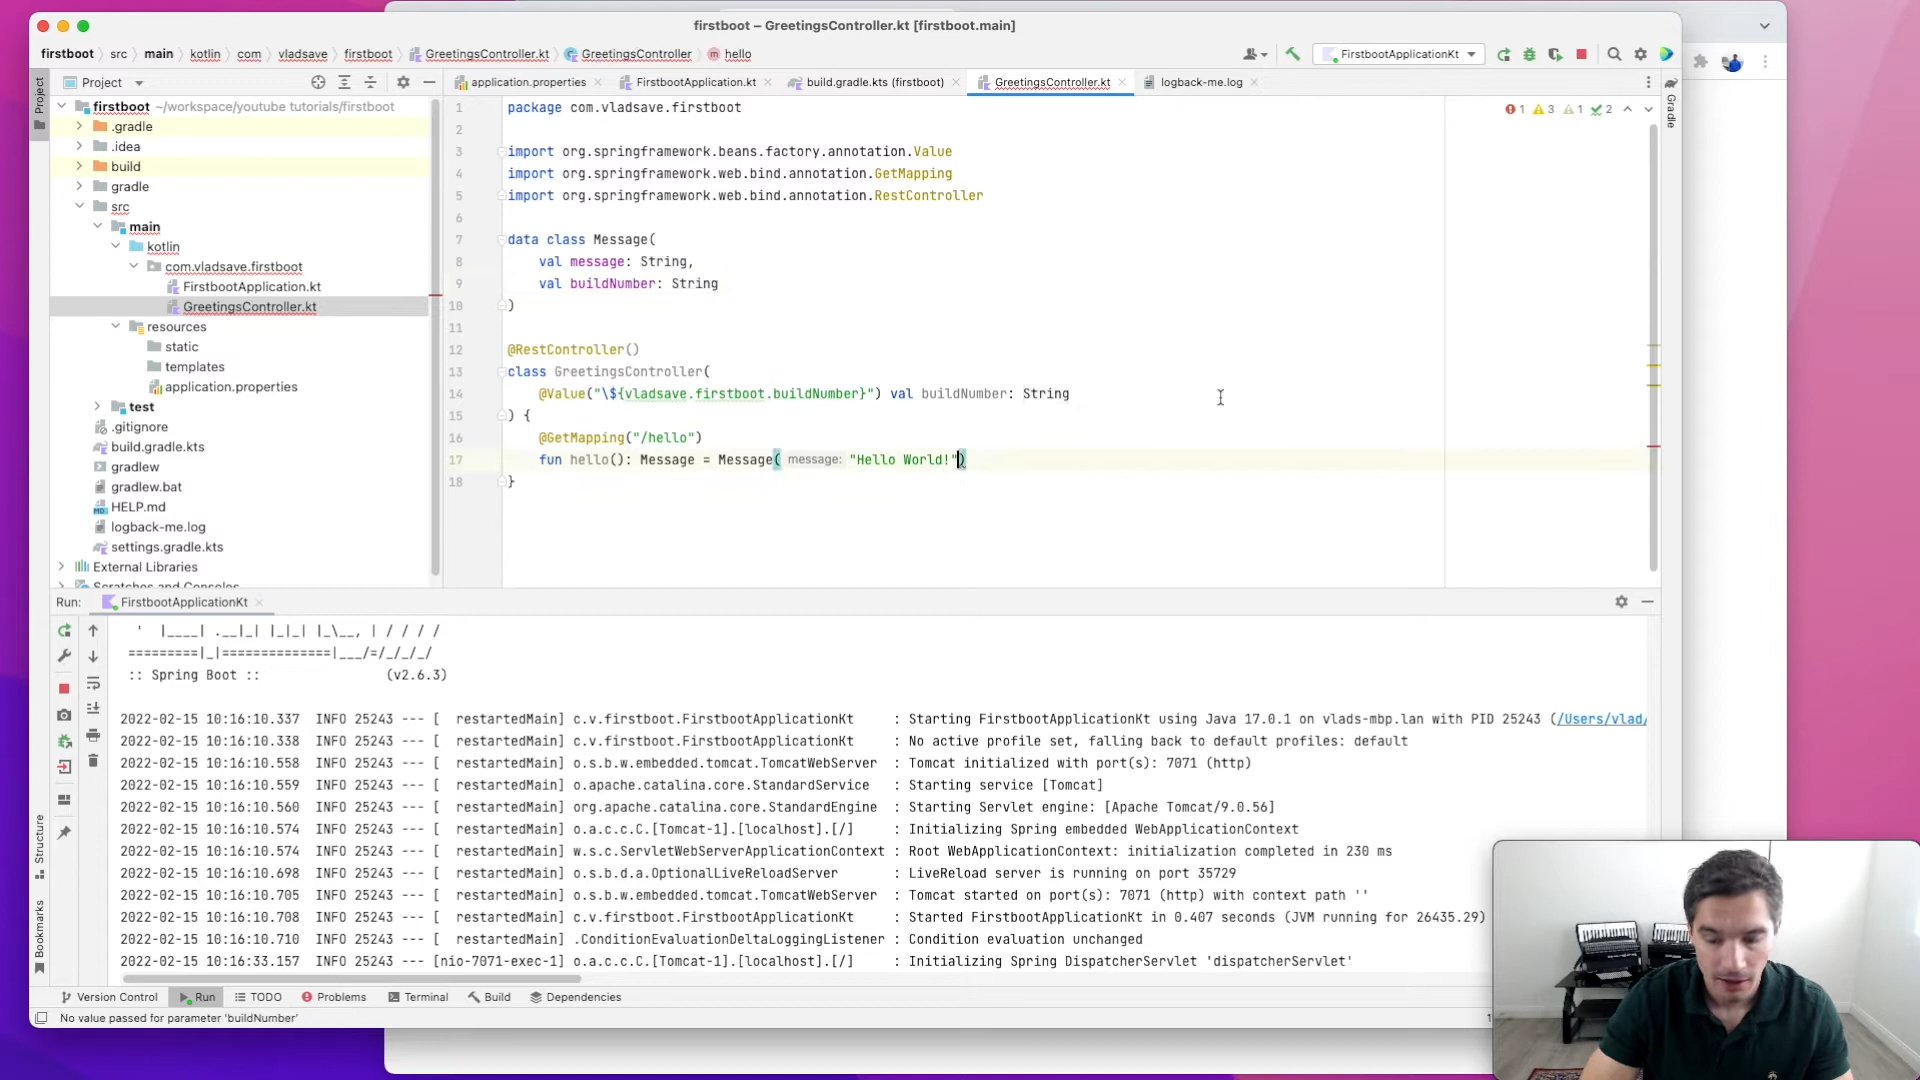 firstboot – GreetingsController.kt [firstboot.main]
firstboot src main kotlin com vladsave firstboot GreetingsController.kt GreetingsController hello
FirstbootApplicationKt
Project
application.properties FirstbootApplication.kt build.gradle.kts (firstboot) GreetingsController.kt logback-me.log
Project
Gradle
firstboot ~/workspace/youtube tutorials/firstboot
.gradle
.idea
build
gradle
src
main
kotlin
com.vladsave.firstboot
FirstbootApplication.kt
GreetingsController.kt
resources
static
templates
application.properties
test
.gitignore
build.gradle.kts
gradlew
gradlew.bat
HELP.md
logback-me.log
settings.gradle.kts
External Libraries
Scratches and Consoles
1 3 1 2
1 package com.vladsave.firstboot
2
3 import org.springframework.beans.factory.annotation.Value
4 import org.springframework.web.bind.annotation.GetMapping
5 import org.springframework.web.bind.annotation.RestController
6
7 data class Message(
8 val message: String,
9 val buildNumber: String
10 )
11
12 @RestController()
13 class GreetingsController(
14 @Value("\${vladsave.firstboot.buildNumber}") val buildNumber: String
15 ) {
16 @GetMapping("/hello")
17 fun hello(): Message = Message( message: "Hello World!")
18 }
Run: FirstbootApplicationKt
' |____| .__|_| |_|_| |_\__, | / / / /
=========|_|==============|___/=/_/_/_/
:: Spring Boot :: (v2.6.3)
2022-02-15 10:16:10.337 INFO 25243 --- [ restartedMain] c.v.firstboot.FirstbootApplicationKt : Starting FirstbootApplicationKt using Java 17.0.1 on vlads-mbp.lan with PID 25243 (/Users/vlad/
2022-02-15 10:16:10.338 INFO 25243 --- [ restartedMain] c.v.firstboot.FirstbootApplicationKt : No active profile set, falling back to default profiles: default
2022-02-15 10:16:10.558 INFO 25243 --- [ restartedMain] o.s.b.w.embedded.tomcat.TomcatWebServer : Tomcat initialized with port(s): 7071 (http)
2022-02-15 10:16:10.559 INFO 25243 --- [ restartedMain] o.apache.catalina.core.StandardService : Starting service [Tomcat]
2022-02-15 10:16:10.560 INFO 25243 --- [ restartedMain] org.apache.catalina.core.StandardEngine : Starting Servlet engine: [Apache Tomcat/9.0.56]
2022-02-15 10:16:10.574 INFO 25243 --- [ restartedMain] o.a.c.c.C.[Tomcat-1].[localhost].[/] : Initializing Spring embedded WebApplicationContext
2022-02-15 10:16:10.574 INFO 25243 --- [ restartedMain] w.s.c.ServletWebServerApplicationContext : Root WebApplicationContext: initialization completed in 230 ms
2022-02-15 10:16:10.698 INFO 25243 --- [ restartedMain] o.s.b.d.a.OptionalLiveReloadServer : LiveReload server is running on port 35729
2022-02-15 10:16:10.705 INFO 25243 --- [ restartedMain] o.s.b.w.embedded.tomcat.TomcatWebServer : Tomcat started on port(s): 7071 (http) with context path ''
2022-02-15 10:16:10.708 INFO 25243 --- [ restartedMain] c.v.firstboot.FirstbootApplicationKt : Started FirstbootApplicationKt in 0.407 seconds (JVM running for 26435.29)
2022-02-15 10:16:10.710 INFO 25243 --- [ restartedMain] .ConditionEvaluationDeltaLoggingListener : Condition evaluation unchanged
2022-02-15 10:16:33.157 INFO 25243 --- [nio-7071-exec-1] o.a.c.c.C.[Tomcat-1].[localhost].[/] : Initializing Spring DispatcherServlet 'dispatcherServlet'
Structure
Bookmarks
Version Control Run TODO Problems Terminal Build Dependencies
No value passed for parameter 'buildNumber'